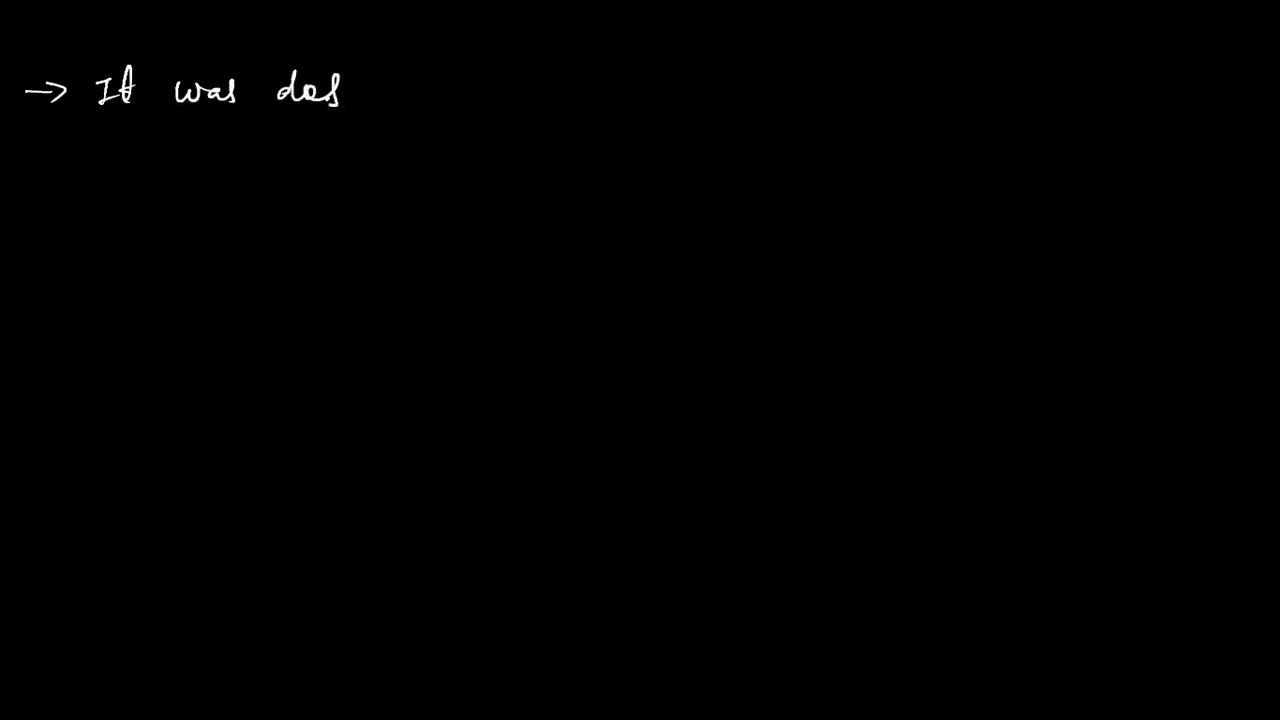 → It was des